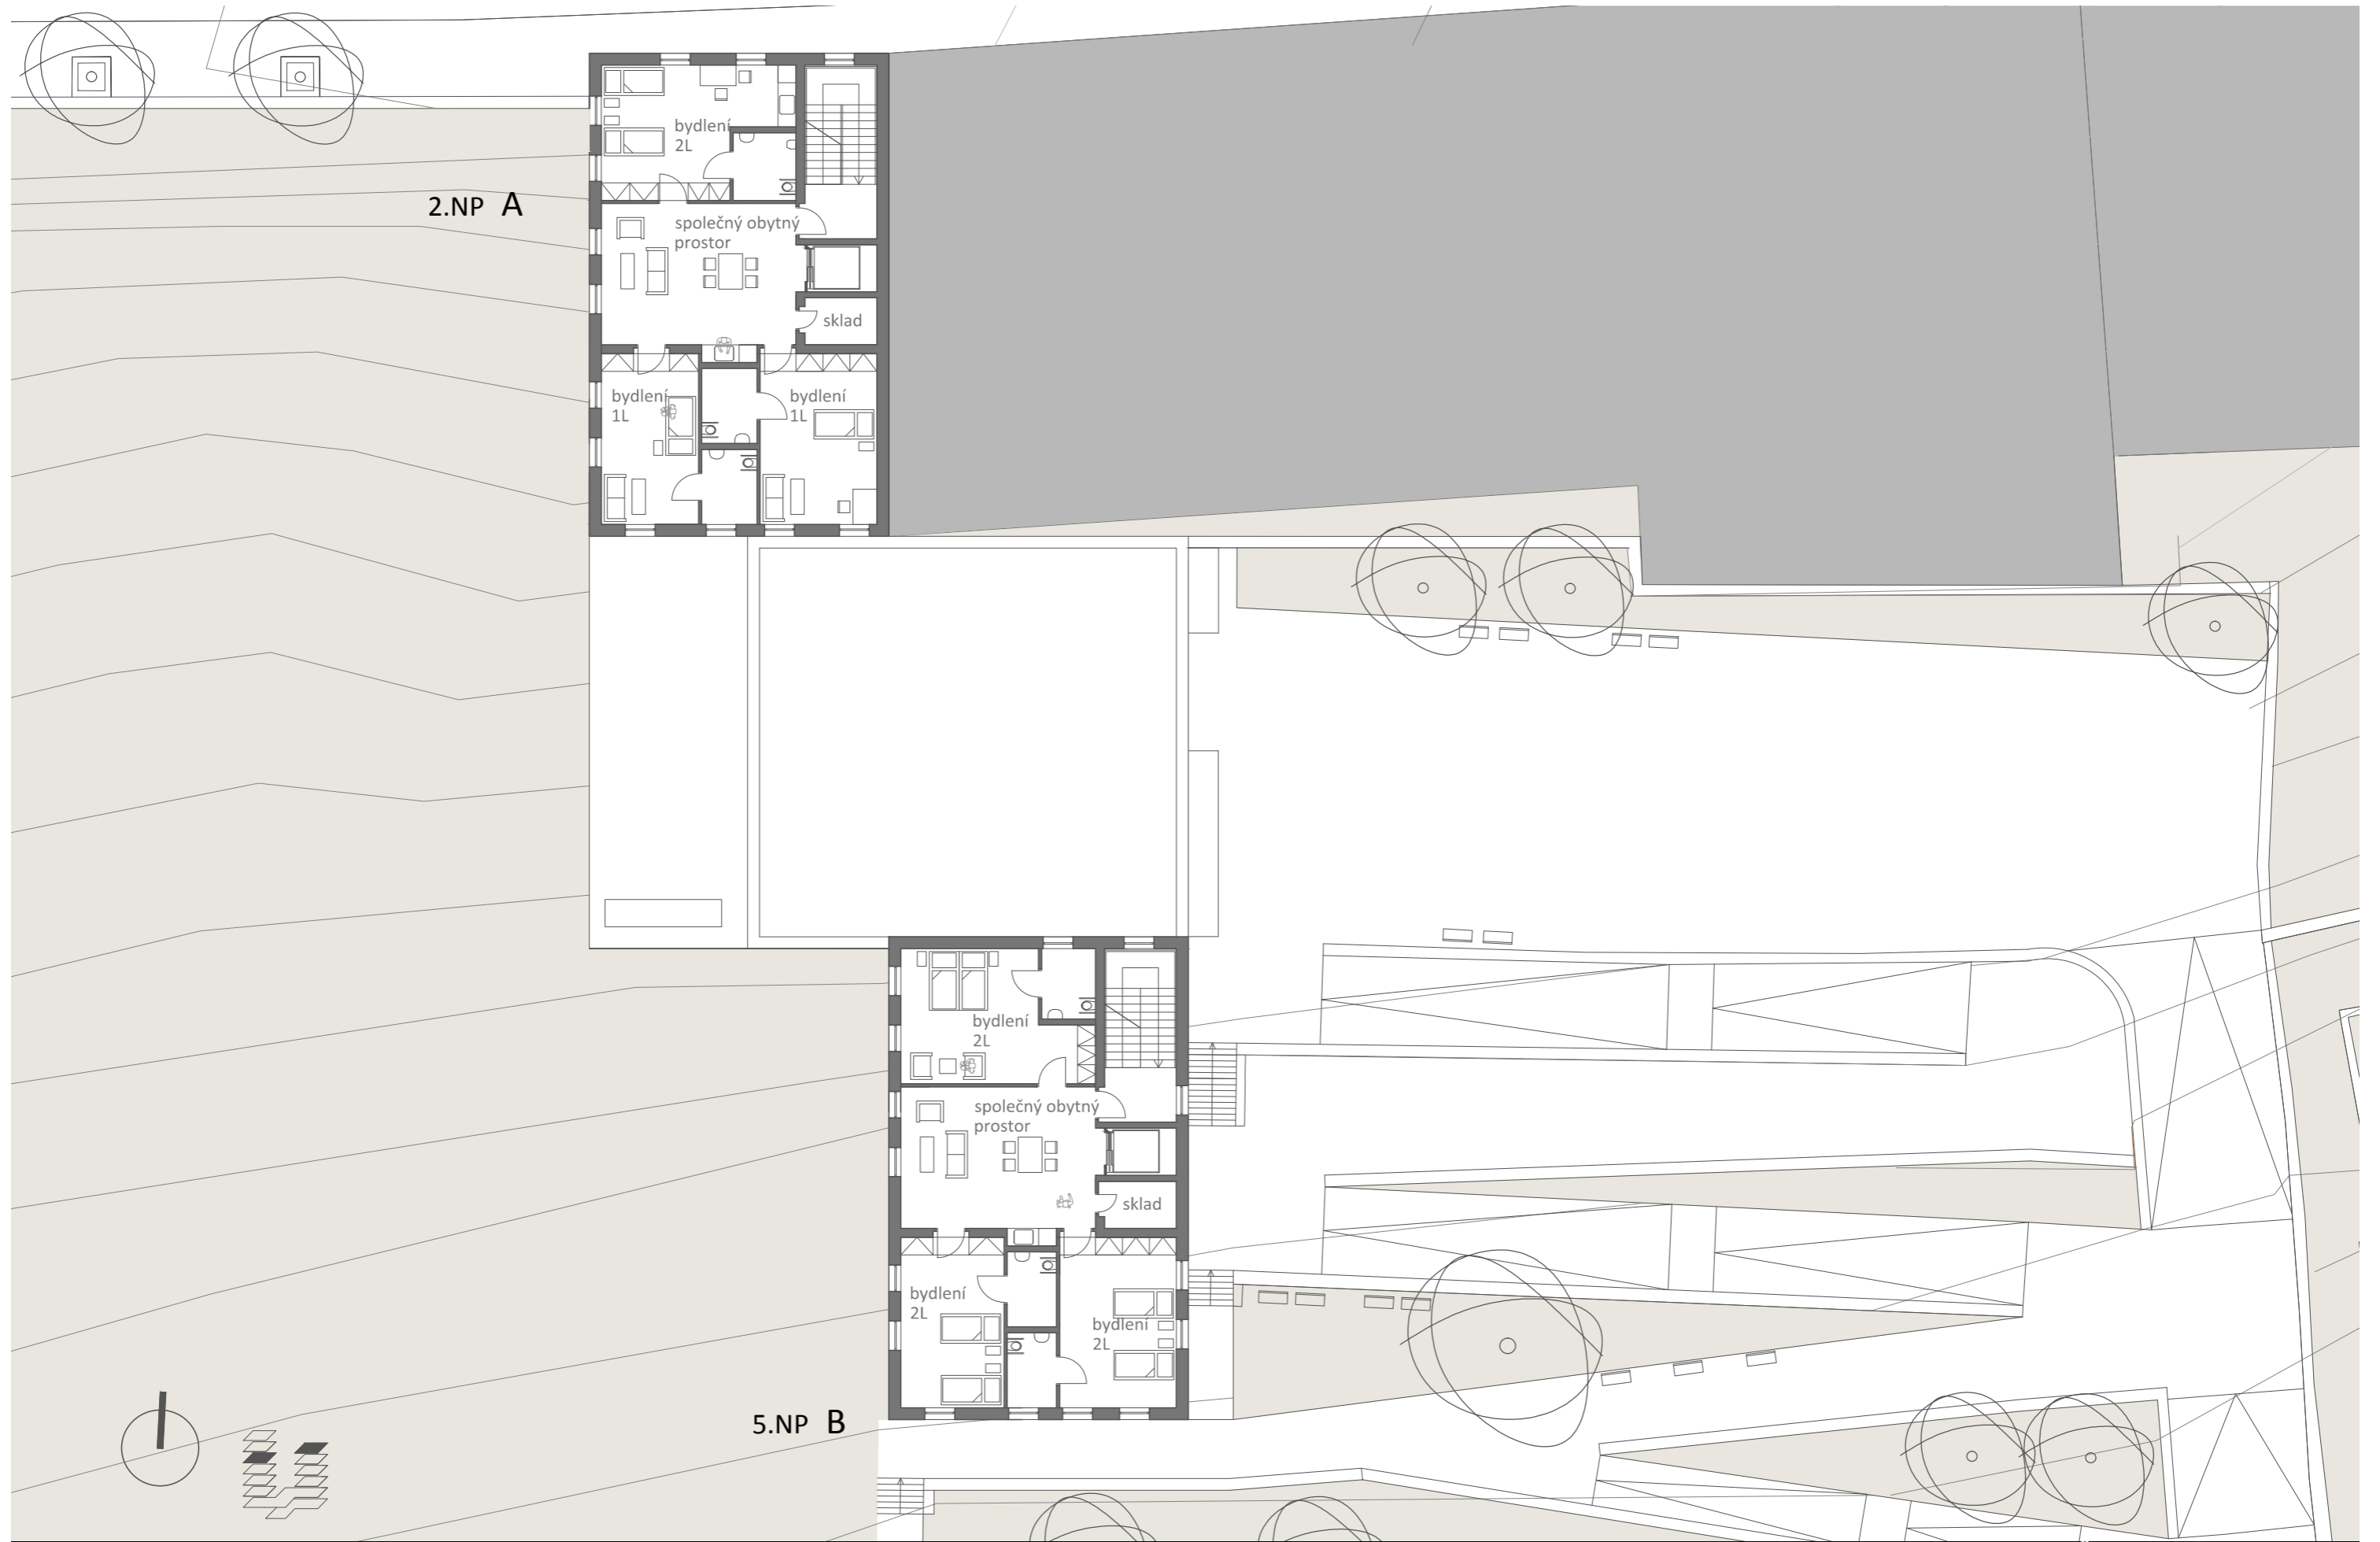 2.NP A
bydlení
2L
společný obytný
prostor
sklad
bydlení
1L
bydlení
1L
bydlení
2L
společný obytný
prostor
sklad
bydlení
2L
bydlení
2L
5.NP B